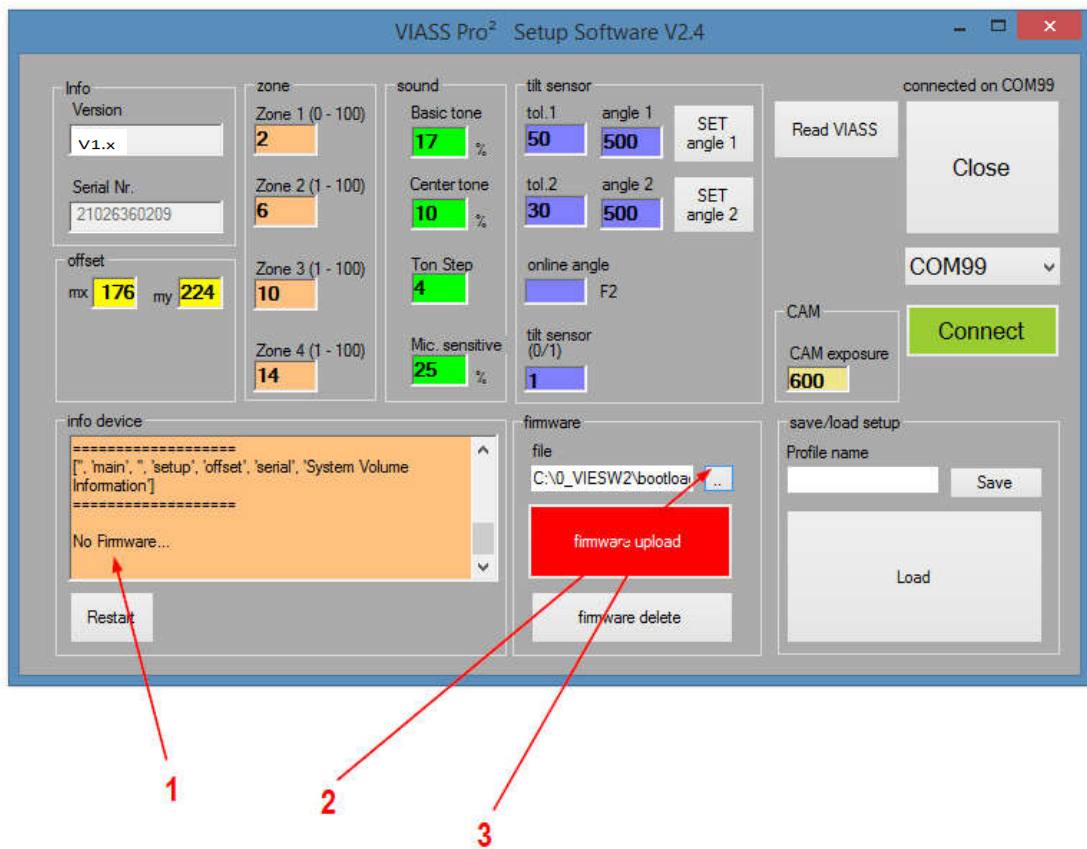 VIASS Pro² Setup Software V2.4
Info
Version
V1.x
Serial Nr.
21026360209
offset
mx 176 my 224
zone
Zone 1 (0 - 100)
2
Zone 2 (1 - 100)
6
Zone 3 (1 - 100)
10
Zone 4 (1 - 100)
14
sound
Basic tone
17 %
Center tone
10 %
Ton Step
4
Mic. sensitive
25 %
tilt sensor
tol.1 angle 1
50 500
SET
angle 1
tol.2 angle 2
30 500
SET
angle 2
online angle
F2
tilt sensor
(0/1)
1
Read VIASS
connected on COM99
Close
COM99
Connect
CAM
CAM exposure
600
info device
===================
['', 'main', '', 'setup', 'offset', 'serial', 'System Volume
Information']
===================
No Firmware...
Restart
firmware
file
C:\0_VIESW2\bootloa
..
firmware upload
firmware delete
save/load setup
Profile name
Save
Load
1
2
3